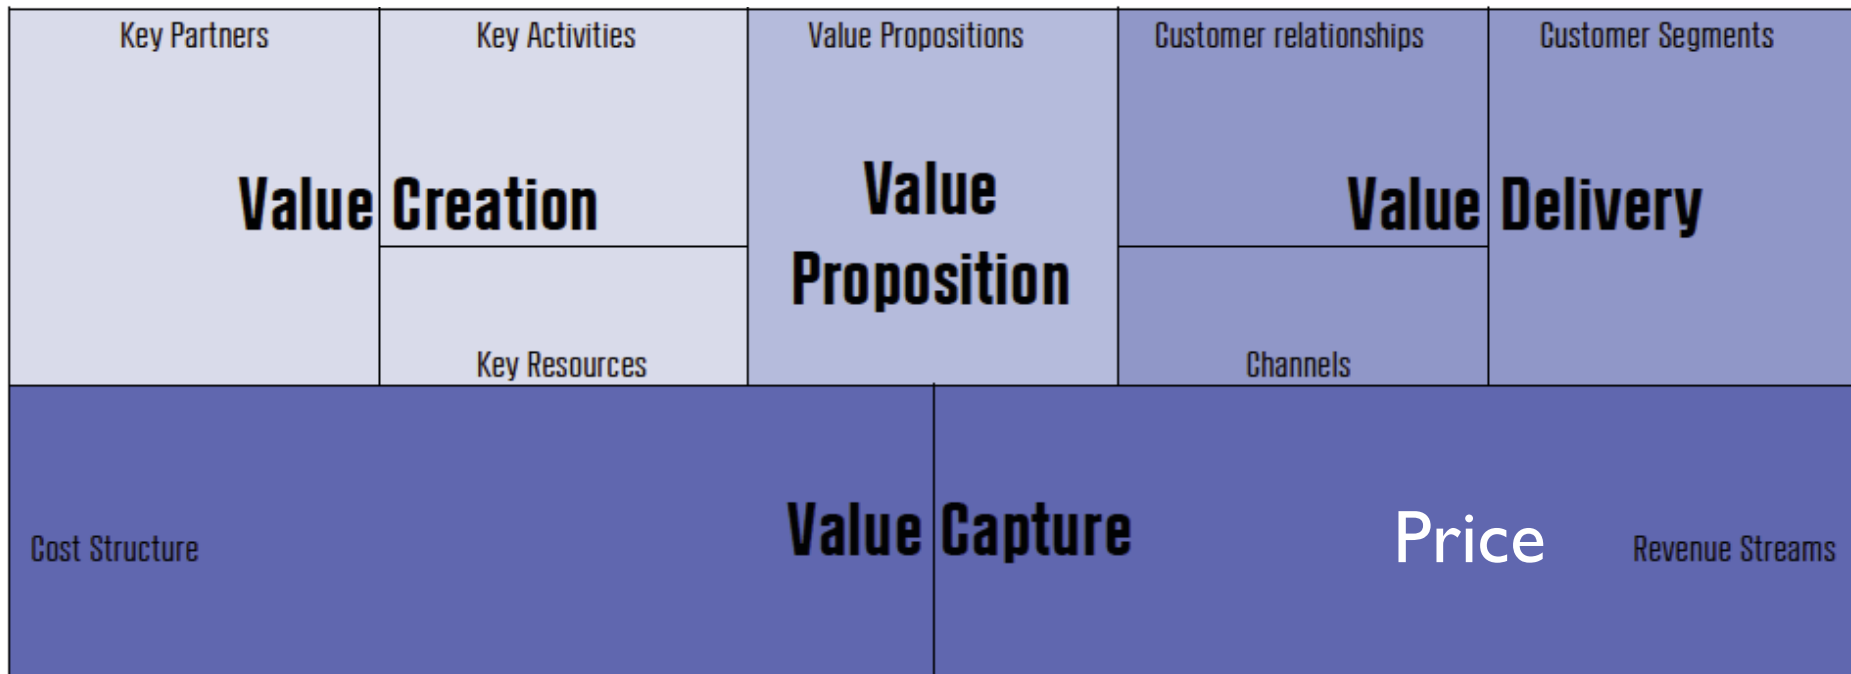 Key Partners
Key Activities
Value Propositions
Customer relationships
Customer Segments
Value Creation
Value
Proposition
Value Delivery
Key Resources
Channels
Cost Structure
Value Capture
Price
Revenue Streams